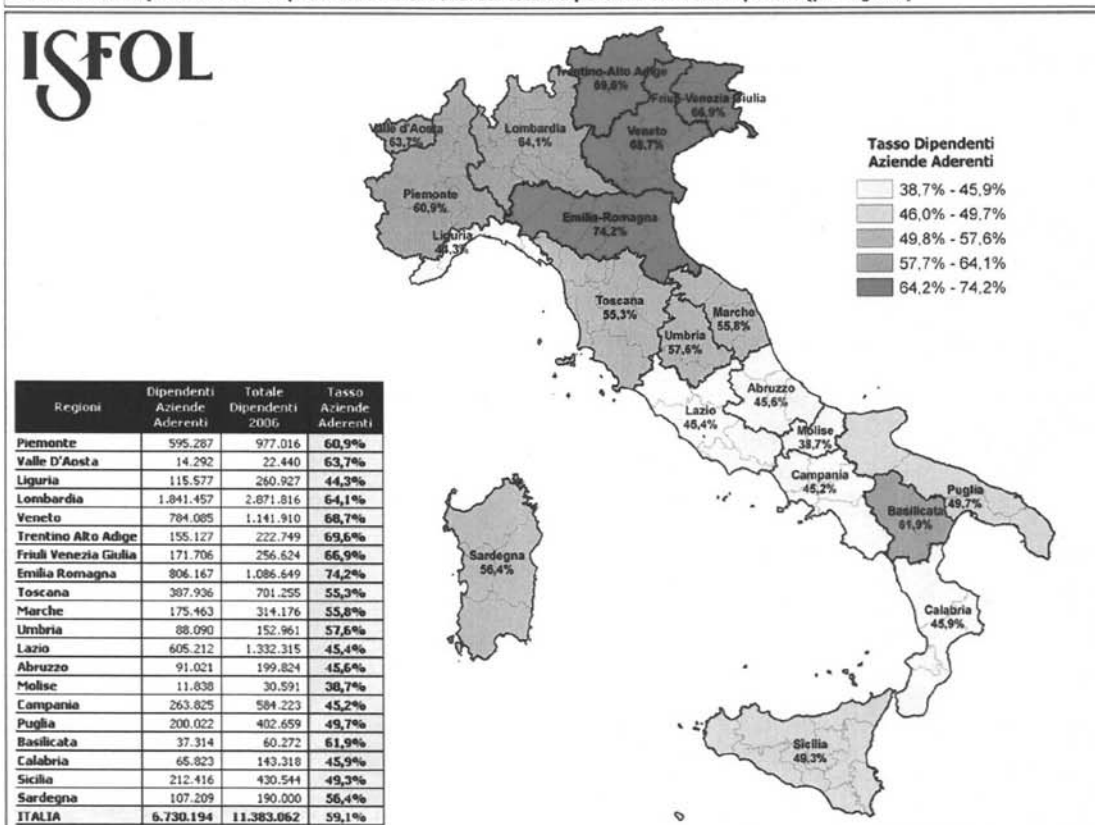 ISFOL
Trentino-Alto Adige
69,6%
Friuli-Venezia Giulia
66,9%
Valle d'Aosta
63,7%
Lombardia
64,1%
Veneto
68,7%
Piemonte
60,9%
Emilia-Romagna
74,2%
Liguria
44,3%
Toscana
55,3%
Marche
55,8%
Umbria
57,6%
Abruzzo
45,6%
Lazio
45,4%
Molise
38,7%
Campania
45,2%
Puglia
49,7%
Basilicata
61,9%
Sardegna
56,4%
Calabria
45,9%
Sicilia
49,3%
Tasso Dipendenti
Aziende Aderenti
38,7% - 45,9%
46,0% - 49,7%
49,8% - 57,6%
57,7% - 64,1%
64,2% - 74,2%
Regioni Dipendenti Aziende Aderenti Totale Dipendenti 2006 Tasso Aziende Aderenti
Piemonte 595.287 977.016 60,9%
Valle D'Aosta 14.292 22.440 63,7%
Liguria 115.577 260.927 44,3%
Lombardia 1.841.457 2.871.816 64,1%
Veneto 784.085 1.141.910 68,7%
Trentino Alto Adige 155.127 222.749 69,6%
Friuli Venezia Giulia 171.706 256.624 66,9%
Emilia Romagna 806.167 1.086.649 74,2%
Toscana 387.936 701.255 55,3%
Marche 175.463 314.176 55,8%
Umbria 88.090 152.961 57,6%
Lazio 605.212 1.332.315 45,4%
Abruzzo 91.021 199.824 45,6%
Molise 11.838 30.591 38,7%
Campania 263.825 584.223 45,2%
Puglia 200.022 402.659 49,7%
Basilicata 37.314 60.272 61,9%
Calabria 65.823 143.318 45,9%
Sicilia 212.416 430.544 49,3%
Sardegna 107.209 190.000 56,4%
ITALIA 6.730.194 11.383.062 59,1%